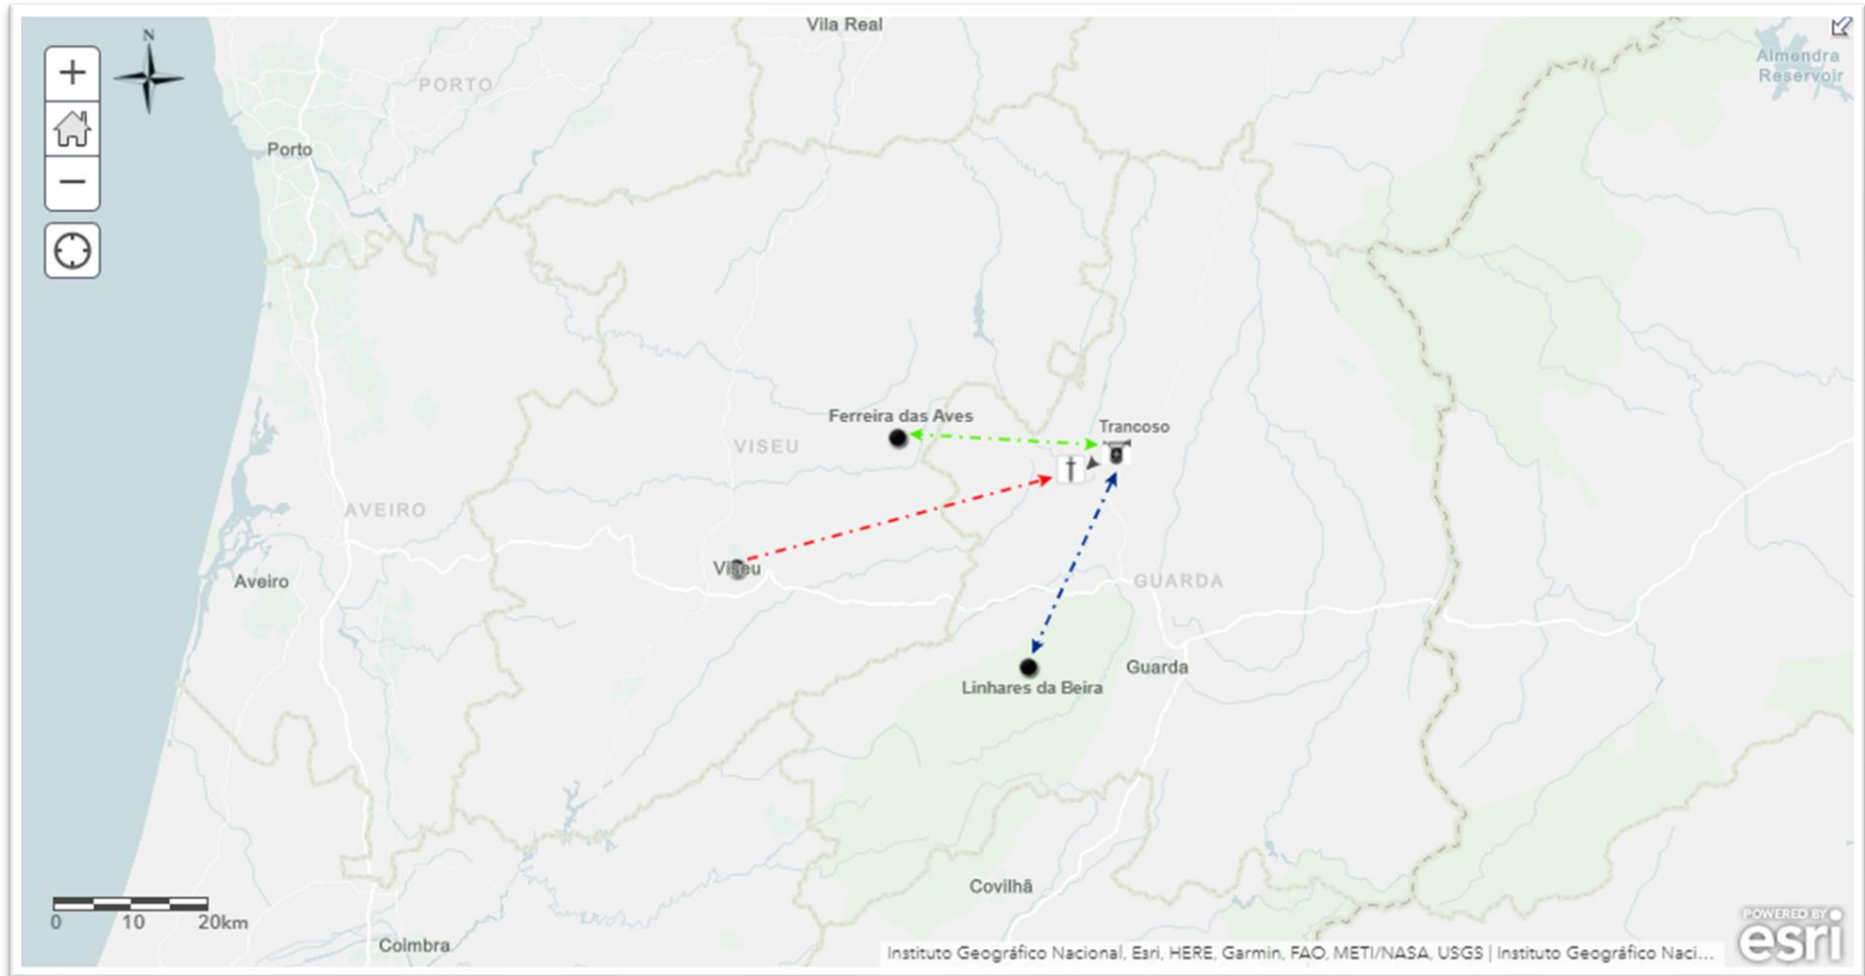 Vila Real
N
Almendra
Reservoir
+
PORTO
Porto
−
Ferreira das Aves
Trancoso
VISEU
AVEIRO
Viseu
Aveiro
GUARDA
Guarda
Linhares da Beira
Covilhã
0 10 20km
Coimbra
POWERED BY
esri
Instituto Geográfico Nacional, Esri, HERE, Garmin, FAO, METI/NASA, USGS | Instituto Geográfico Naci...